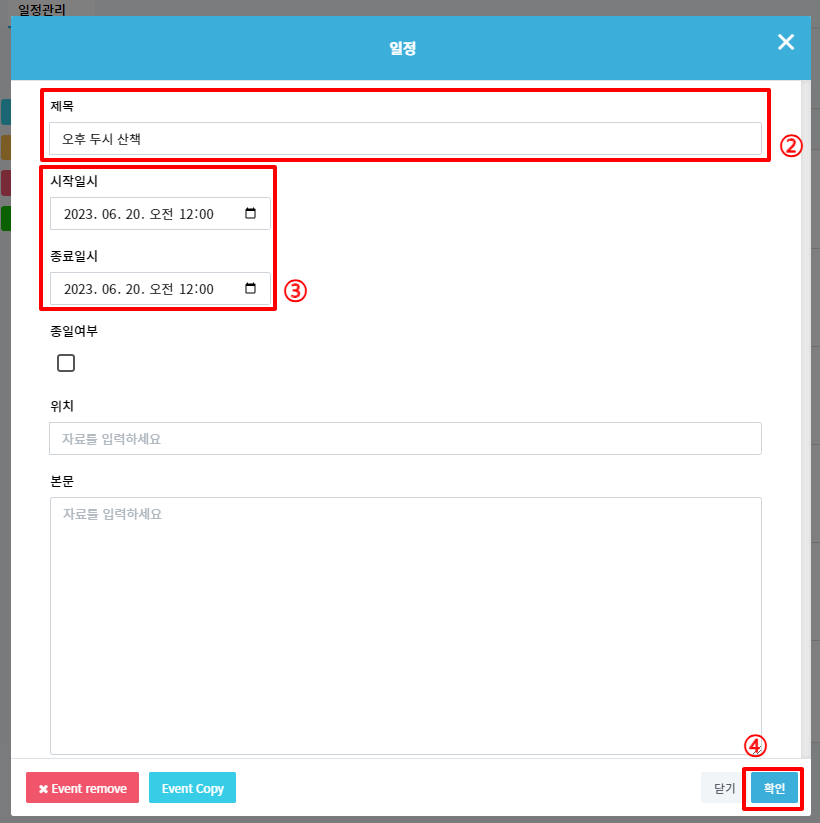 일정관리
일정
제목
오후 두시 산책
②
시작일시
2023. 06. 20. 오전 12:00
종료일시
2023. 06. 20. 오전 12:00
③
종일여부
위치
자료를 입력하세요
본문
자료를 입력하세요
④
✖ Event remove
Event Copy
닫기
확인